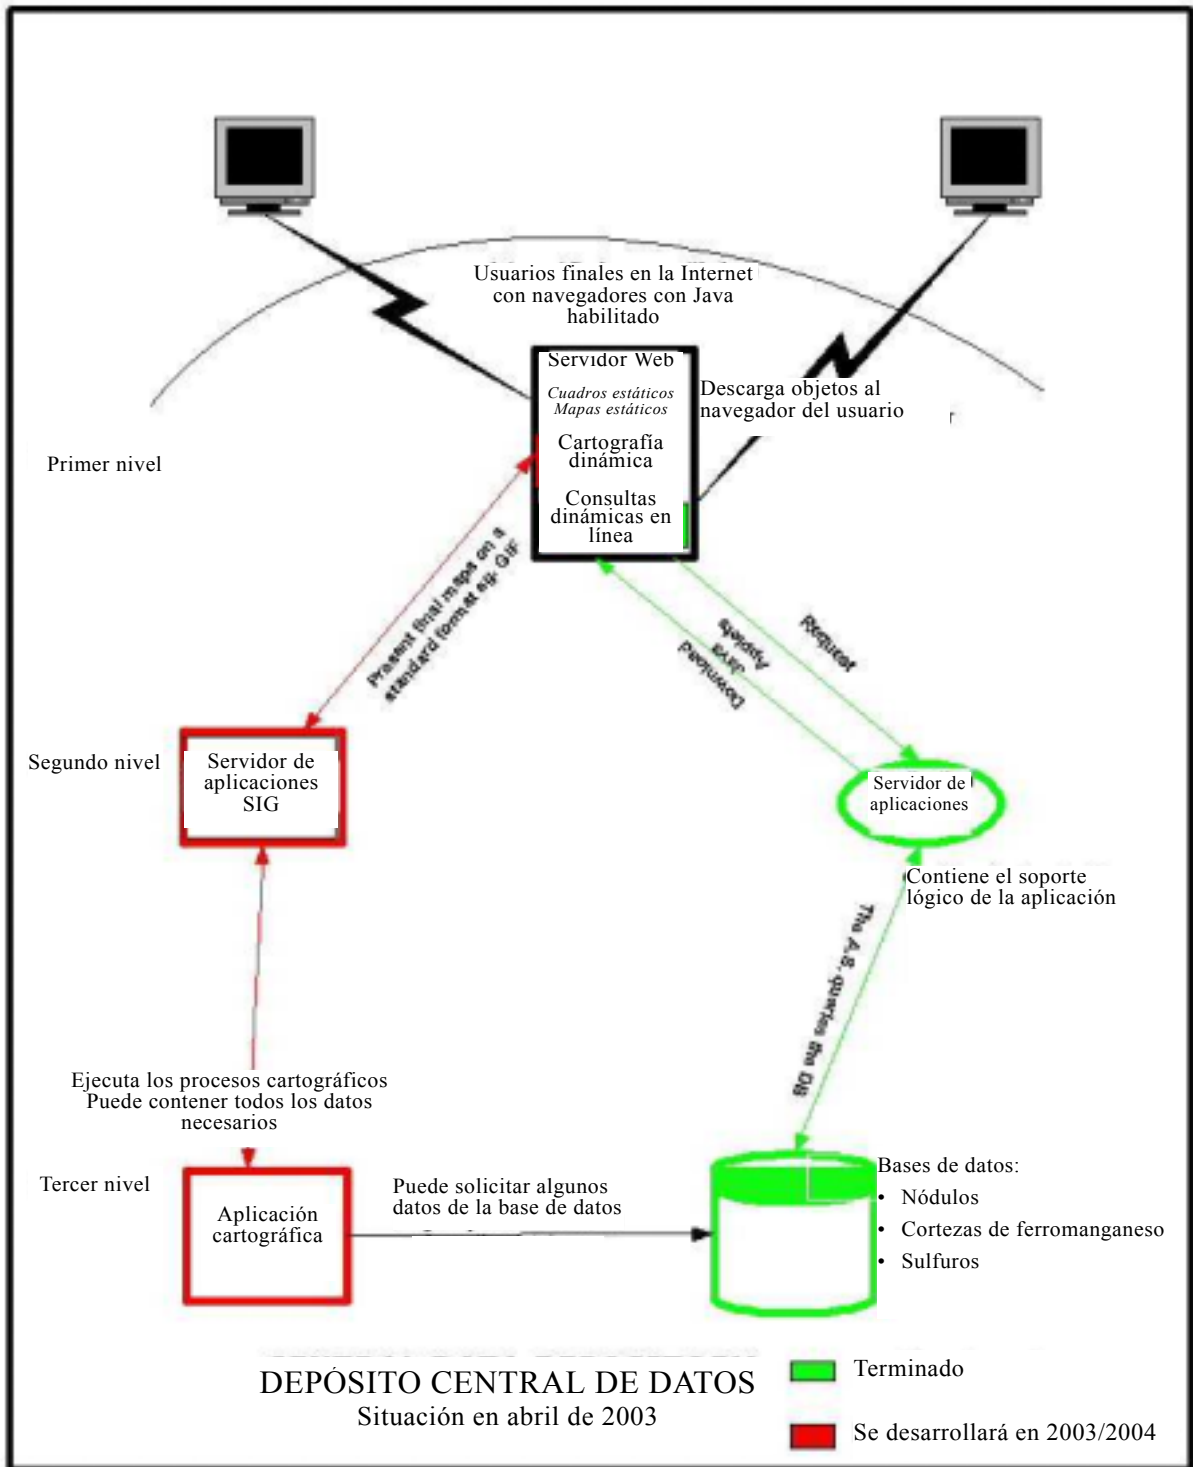 Usuarios finales en la Internet
con navegadores con Java
habilitado
Servidor Web
Cuadros estáticos
Mapas estáticos
Cartografía
dinámica
Consultas
dinámicas en
línea
Descarga objetos al
navegador del usuario
Primer nivel
Present final maps on a
standard format eg. GIF
Download
Java
Applets
Request
Segundo nivel
Servidor de
aplicaciones
SIG
Servidor de
aplicaciones
Contiene el soporte
lógico de la aplicación
The A.S. queries the DB
Ejecuta los procesos cartográficos
Puede contener todos los datos
necesarios
Tercer nivel
Aplicación
cartográfica
Puede solicitar algunos
datos de la base de datos
Bases de datos:
• Nódulos
• Cortezas de ferromanganeso
• Sulfuros
DEPÓSITO CENTRAL DE DATOS
Situación en abril de 2003
Terminado
Se desarrollará en 2003/2004